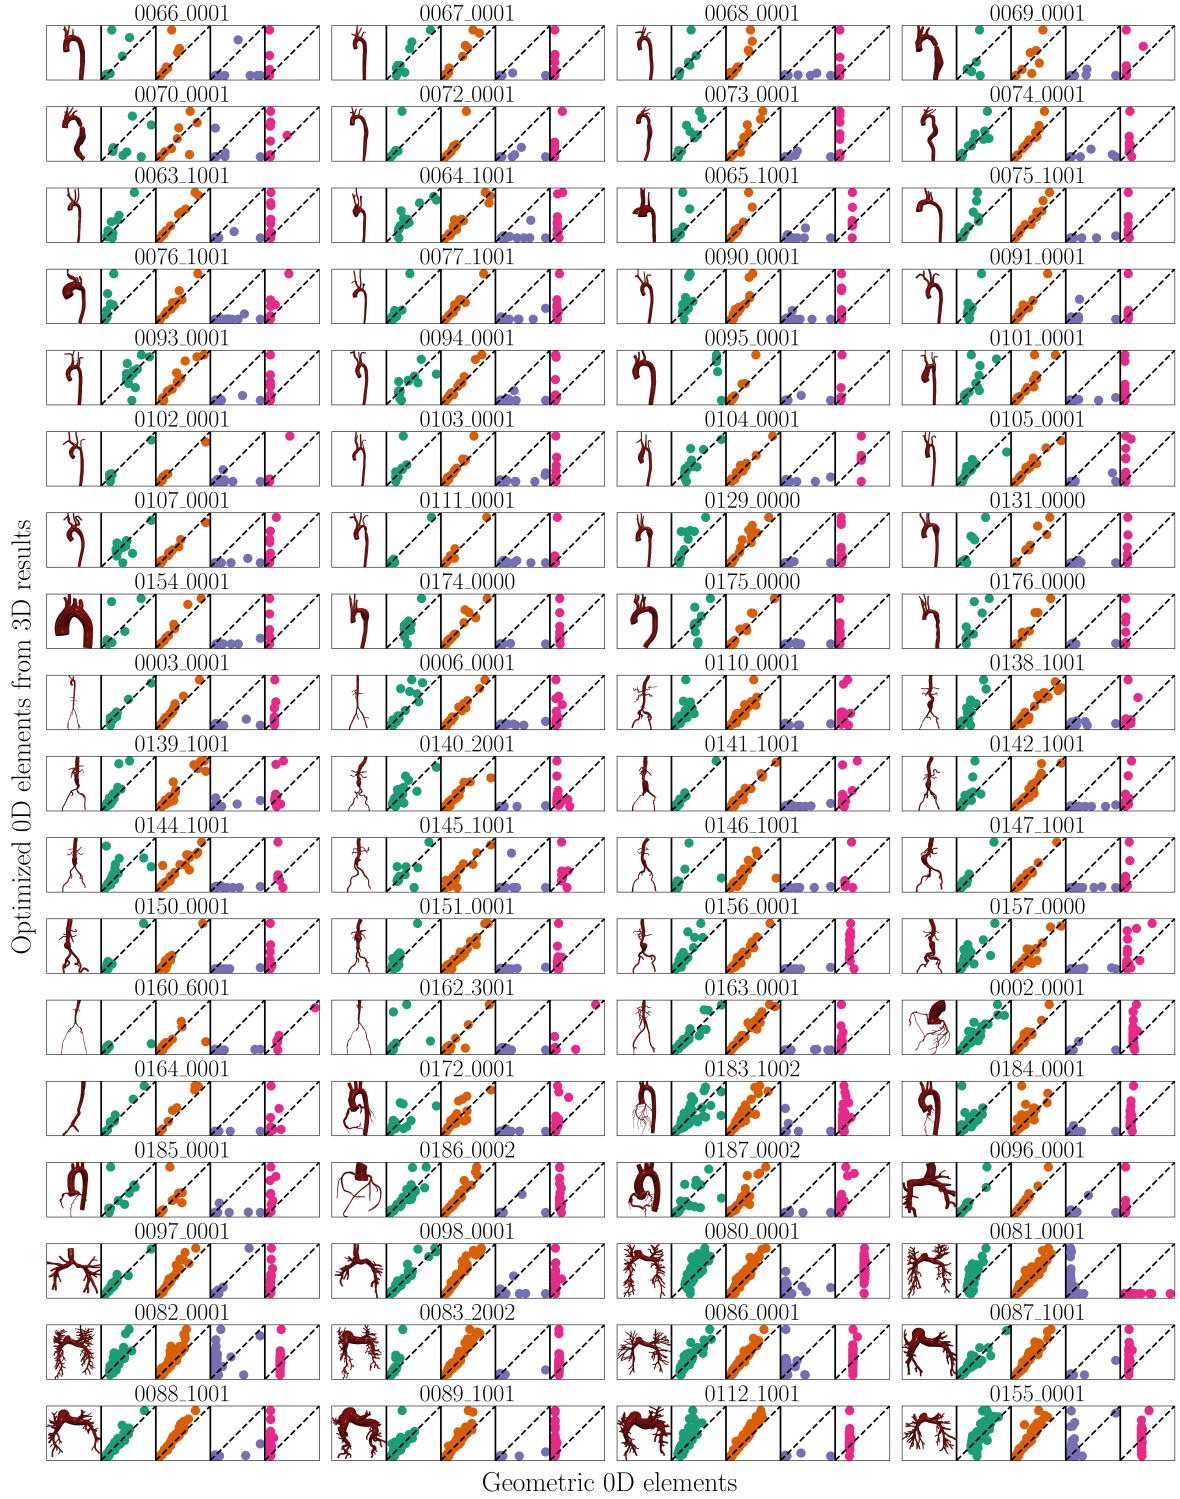 0066_0001 0067_0001 0068_0001 0069_0001
0070_0001 0072_0001 0073_0001 0074_0001
0063_1001 0064_1001 0065_1001 0075_1001
0076_1001 0077_1001 0090_0001 0091_0001
0093_0001 0094_0001 0095_0001 0101_0001
0102_0001 0103_0001 0104_0001 0105_0001
0107_0001 0111_0001 0129_0000 0131_0000
0154_0001 0174_0000 0175_0000 0176_0000
0003_0001 0006_0001 0110_0001 0138_1001
0139_1001 0140_2001 0141_1001 0142_1001
0144_1001 0145_1001 0146_1001 0147_1001
0150_0001 0151_0001 0156_0001 0157_0000
0160_6001 0162_3001 0163_0001 0002_0001
0164_0001 0172_0001 0183_1002 0184_0001
0185_0001 0186_0002 0187_0002 0096_0001
0097_0001 0098_0001 0080_0001 0081_0001
0082_0001 0083_2002 0086_0001 0087_1001
0088_1001 0089_1001 0112_1001 0155_0001
Optimized 0D elements from 3D results
Geometric 0D elements